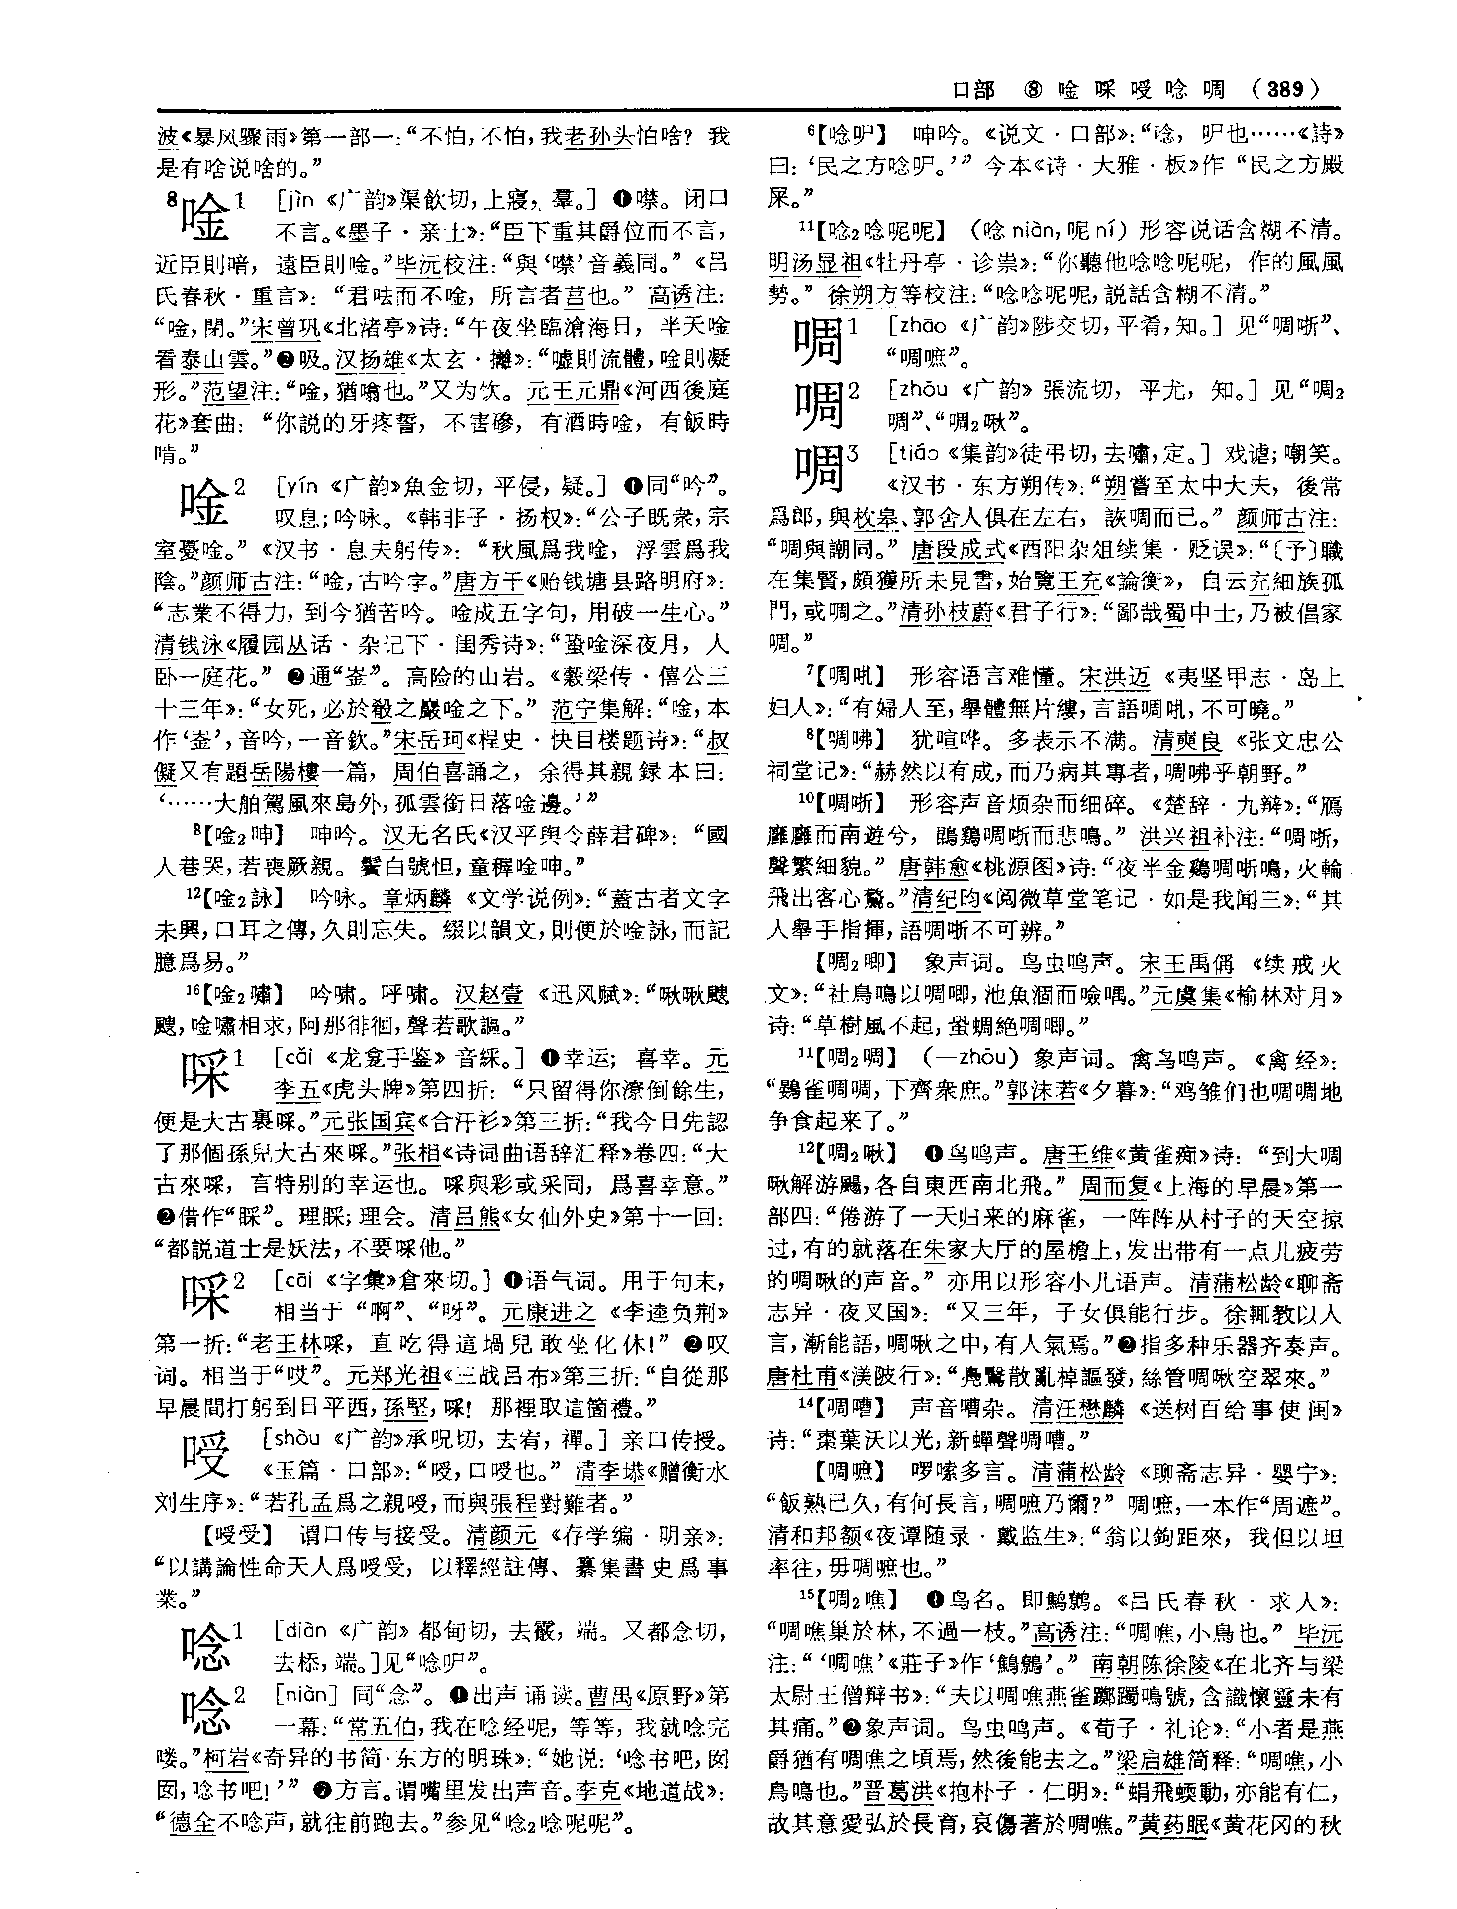 口部 ⑧ 唫啋㖟唸啁 (389)
波《暴风骤雨》第一部一:“不怕,不怕,我老孙头怕啥?我
是有啥说啥的。”
⁸唫1 [jìn《广韵》渠飲切,上寝,羣。]❶噤。闭口
不言。《墨子·亲士》:“臣下重其爵位而不言,
近臣則喑,遠臣則唫。”毕沅校注:“與‘噤’音義同。”《吕
氏春秋·重言》:“君呿而不唫,所言者莒也。”高诱注:
“唫,閉。”宋曾巩《北渚亭》诗:“午夜坐臨滄海日,半天唫
看泰山雲。”❷吸。汉扬雄《太玄·攡》:“嘘則流體,唫則凝
形。”范望注:“唫,猶噏也。”又为饮。元王元鼎《河西後庭
花》套曲:“你説的牙疼誓,不害磣,有酒時唫,有飯時
啃。”
唫2 [yín《广韵》魚金切,平侵,疑。]❶同“吟”。
叹息;吟咏。《韩非子·扬权》:“公子既衆,宗
室憂唫。”《汉书·息夫躬传》:“秋風爲我唫,浮雲爲我
陰。”颜师古注:“唫,古吟字。”唐方干《贻钱塘县路明府》:
“志業不得力,到今猶苦吟。唫成五字句,用破一生心。”
清钱泳《履园丛话·杂记下·闺秀诗》:“蛩唫深夜月,人
卧一庭花。”❷通“崟”。高险的山岩。《穀梁传·僖公三
十三年》:“女死,必於殽之巖唫之下。”范宁集解:“唫,本
作‘崟’,音吟,一音欽。”宋岳珂《桯史·快目楼题诗》:“叔
儗又有題岳陽樓一篇,周伯喜誦之,余得其親録本曰:
‘……大舶駕風來島外,孤雲銜日落唫邊。’”
⁸【唫2呻】 呻吟。汉无名氏《汉平舆令薛君碑》:“國
人巷哭,若喪厥親。鬢白號怛,童穉唫呻。”
¹²【唫2詠】 吟咏。章炳麟《文学说例》:“蓋古者文字
未興,口耳之傳,久則忘失。缀以韻文,則便於唫詠,而記
臆爲易。”
¹⁶【唫2嘯】 吟啸。呼啸。汉赵壹《迅风赋》:“啾啾颼
颼,唫嘯相求,阿那徘徊,聲若歌謳。”
啋1 [cǎi《龙龛手鉴》音綵。]❶幸运;喜幸。元
李五《虎头牌》第四折:“只留得你潦倒餘生,
便是大古裏啋。”元张国宾《合汗衫》第三折:“我今日先認
了那個孫兒大古來啋。”张相《诗词曲语辞汇释》卷四:“大
古來啋,言特别的幸运也。啋與彩或采同,爲喜幸意。”
❷借作“睬”。理睬;理会。清吕熊《女仙外史》第十一回:
“都説道士是妖法,不要啋他。”
啋2 [cāi《字彙》倉來切。]❶语气词。用于句末,
相当于“啊”、“呀”。元康进之《李逵负荆》
第一折:“老王林啋,直吃得這堝兒敢坐化休!”❷叹
词。相当于“哎”。元郑光祖《三战吕布》第三折:“自從那
早晨間打躬到日平西,孫堅,啋!那裡取這箇禮。”
㖟 [shòu《广韵》承呪切,去宥,禪。]亲口传授。
《玉篇·口部》:“㖟,口㖟也。”清李塨《赠衡水
刘生序》:“若孔孟爲之親㖟,而與張程對難者。”
【㖟受】 谓口传与接受。清颜元《存学编·明亲》:
“以講論性命天人爲㖟受,以釋經註傳、纂集書史爲事
業。”
唸1 [diàn《广韵》都甸切,去霰,端。又都念切,
去㮇,端。]见“唸㕧”。
唸2 [niàn]同“念”。❶出声诵读。曹禺《原野》第
一幕:“常五伯,我在唸经呢,等等,我就唸完
喽。”柯岩《奇异的书简·东方的明珠》:“她说:‘唸书吧,囡
囡,唸书吧!’”❷方言。谓嘴里发出声音。李克《地道战》:
“德全不唸声,就往前跑去。”参见“唸2唸呢呢”。
⁶【唸㕧】 呻吟。《说文·口部》:“唸,㕧也……《詩》
曰:‘民之方唸㕧。’”今本《诗·大雅·板》作“民之方殿
屎。”
¹¹【唸2唸呢呢】(唸niàn,呢ní)形容说话含糊不清。
明汤显祖《牡丹亭·诊祟》:“你聽他唸唸呢呢,作的風風
勢。”徐朔方等校注:“唸唸呢呢,説話含糊不清。”
啁1 [zhāo《广韵》陟交切,平肴,知。]见“啁哳”、
“啁嗻”。
啁2 [zhōu《广韵》張流切,平尤,知。]见“啁2
啁”、“啁2啾”。
啁3 [tiáo《集韵》徒弔切,去嘯,定。]戏谑;嘲笑。
《汉书·东方朔传》:“朔嘗至太中大夫,後常
爲郎,與枚皋、郭舍人俱在左右,詼啁而已。”颜师古注:
“啁與謿同。”唐段成式《酉阳杂俎续集·贬误》:“〔予〕職
在集賢,頗獲所未見書,始覽王充《論衡》,自云充細族孤
門,或啁之。”清孙枝蔚《君子行》:“鄙哉蜀中士,乃被倡家
啁。”
⁷【啁吼】 形容语言难懂。宋洪迈《夷坚甲志·岛上
妇人》:“有婦人至,舉體無片縷,言語啁吼,不可曉。”
⁸【啁咈】 犹喧哗。多表示不满。清奭良《张文忠公
祠堂记》:“赫然以有成,而乃病其專者,啁咈乎朝野。”
¹⁰【啁哳】 形容声音烦杂而细碎。《楚辞·九辩》:“鴈
廱廱而南遊兮,鵾鷄啁哳而悲鳴。”洪兴祖补注:“啁哳,
聲繁細貌。”唐韩愈《桃源图》诗:“夜半金鷄啁哳鳴,火輪
飛出客心驚。”清纪昀《阅微草堂笔记·如是我闻三》:“其
人舉手指揮,語啁哳不可辨。”
【啁2唧】 象声词。鸟虫鸣声。宋王禹偁《续戒火
文》:“社鳥鳴以啁唧,池魚涸而噞喁。”元虞集《榆林对月》
诗:“草樹風不起,蛩蜩絶啁唧。”
¹¹【啁2啁】(—zhōu)象声词。禽鸟鸣声。《禽经》:
“鷃雀啁啁,下齊衆庶。”郭沫若《夕暮》:“鸡雏们也啁啁地
争食起来了。”
¹²【啁2啾】 ❶鸟鸣声。唐王维《黄雀痴》诗:“到大啁
啾解游颺,各自東西南北飛。”周而复《上海的早晨》第一
部四:“倦游了一天归来的麻雀,一阵阵从村子的天空掠
过,有的就落在朱家大厅的屋檐上,发出带有一点儿疲劳
的啁啾的声音。”亦用以形容小儿语声。清蒲松龄《聊斋
志异·夜叉国》:“又三年,子女俱能行步。徐輒教以人
言,漸能語,啁啾之中,有人氣焉。”❷指多种乐器齐奏声。
唐杜甫《渼陂行》:“鳧鷖散亂棹謳發,絲管啁啾空翠來。”
¹⁴【啁嘈】 声音嘈杂。清汪懋麟《送树百给事使闽》
诗:“棗葉沃以光,新蟬聲啁嘈。”
【啁嗻】 啰嗦多言。清蒲松龄《聊斋志异·婴宁》:
“飯熟已久,有何長言,啁嗻乃爾?”啁嗻,一本作“周遮”。
清和邦额《夜谭随录·戴监生》:“翁以鉤距來,我但以坦
率往,毋啁嗻也。”
¹⁵【啁2噍】 ❶鸟名。即鹪鹩。《吕氏春秋·求人》:
“啁噍巢於林,不過一枝。”高诱注:“啁噍,小鳥也。”毕沅
注:“‘啁噍’《莊子》作‘鷦鷯’。”南朝陈徐陵《在北齐与梁
太尉王僧辩书》:“夫以啁噍燕雀躑躅鳴號,含識懷靈未有
其痛。”❷象声词。鸟虫鸣声。《荀子·礼论》:“小者是燕
爵猶有啁噍之頃焉,然後能去之。”梁启雄简释:“啁噍,小
鳥鳴也。”晋葛洪《抱朴子·仁明》:“蜎飛蝡動,亦能有仁,
故其意愛弘於長育,哀傷著於啁噍。”黄药眠《黄花冈的秋